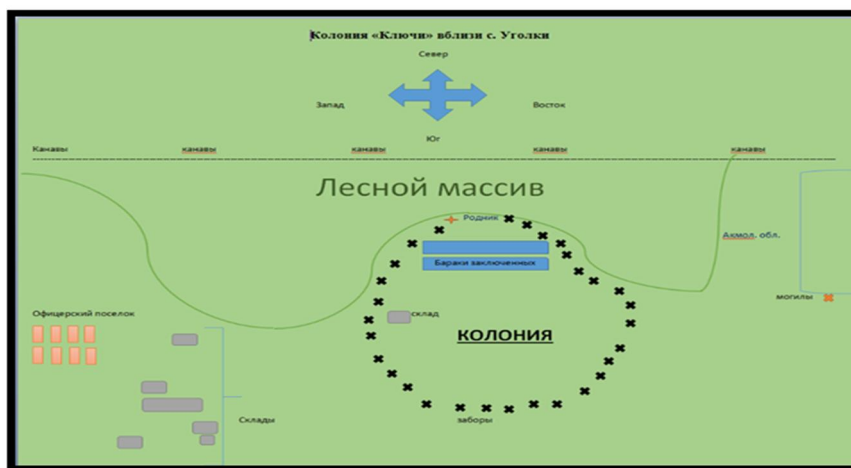 Колония «Ключи» вблизи с. Уголки
Север
Запад
Восток
Юг
Канавы канавы канавы канавы канавы
Лесной массив
Родник
Акмол. обл.
Бараки заключенных
могилы
Офицерский поселок
склад
КОЛОНИЯ
Склады
заборы